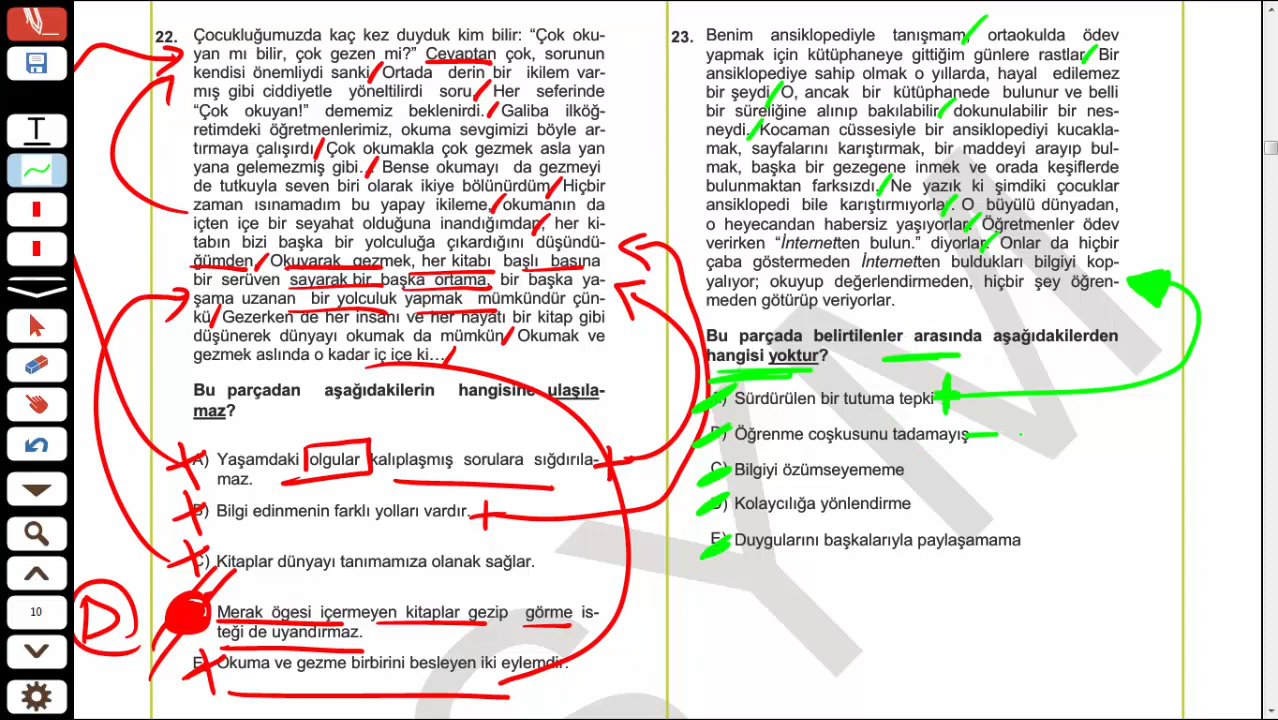 22. Çocukluğumuzda kaç kez duyduk kim bilir: “Çok oku-
yan mı bilir, çok gezen mi?” Cevaptan çok, sorunun
kendisi önemliydi sanki. Ortada derin bir ikilem var-
mış gibi ciddiyetle yöneltilirdi soru. Her seferinde
“Çok okuyan!” dememiz beklenirdi. Galiba ilköğ-
retimdeki öğretmenlerimiz, okuma sevgimizi böyle ar-
tırmaya çalışırdı. Çok okumakla çok gezmek asla yan
yana gelemezmiş gibi... Bense okumayı da gezmeyi
de tutkuyla seven biri olarak ikiye bölünürdüm. Hiçbir
zaman ısınamadım bu yapay ikileme, okumanın da
içten içe bir seyahat olduğuna inandığımdan, her ki-
tabın bizi başka bir yolculuğa çıkardığını düşündü-
ğümden. Okuyarak gezmek, her kitabı başlı başına
bir serüven sayarak bir başka ortama, bir başka ya-
şama uzanan bir yolculuk yapmak mümkündür çün-
kü. Gezerken de her insanı ve her hayatı bir kitap gibi
düşünerek dünyayı okumak da mümkün. Okumak ve
gezmek aslında o kadar iç içe ki...
Bu parçadan aşağıdakilerin hangisine ulaşıla-
maz?
A) Yaşamdaki olgular kalıplaşmış sorulara sığdırıla-
maz.
B) Bilgi edinmenin farklı yolları vardır.
C) Kitaplar dünyayı tanımamıza olanak sağlar.
D
Merak ögesi içermeyen kitaplar gezip görme is-
teği de uyandırmaz.
E) Okuma ve gezme birbirini besleyen iki eylemdir.
23. Benim ansiklopediyle tanışmam, ortaokulda ödev
yapmak için kütüphaneye gittiğim günlere rastlar. Bir
ansiklopediye sahip olmak o yıllarda, hayal edilemez
bir şeydi. O, ancak bir kütüphanede bulunur ve belli
bir süreliğine alınıp bakılabilir, dokunulabilir bir nes-
neydi. Kocaman cüssesiyle bir ansiklopediyi kucakla-
mak, sayfalarını karıştırmak, bir maddeyi arayıp bul-
mak, başka bir gezegene inmek ve orada keşiflerde
bulunmaktan farksızdı. Ne yazık ki şimdiki çocuklar
ansiklopedi bile karıştırmıyorlar. O büyülü dünyadan,
o heyecandan habersiz yaşıyorlar. Öğretmenler ödev
verirken “İnternetten bulun.” diyorlar. Onlar da hiçbir
çaba göstermeden İnternetten buldukları bilgiyi kop-
yalıyor; okuyup değerlendirmeden, hiçbir şey öğren-
meden götürüp veriyorlar.
Bu parçada belirtilenler arasında aşağıdakilerden
hangisi yoktur?
A) Sürdürülen bir tutuma tepki
B) Öğrenme coşkusunu tadamayış
C) Bilgiyi özümseyememe
D) Kolaycılığa yönlendirme
E) Duygularını başkalarıyla paylaşamama
T
10